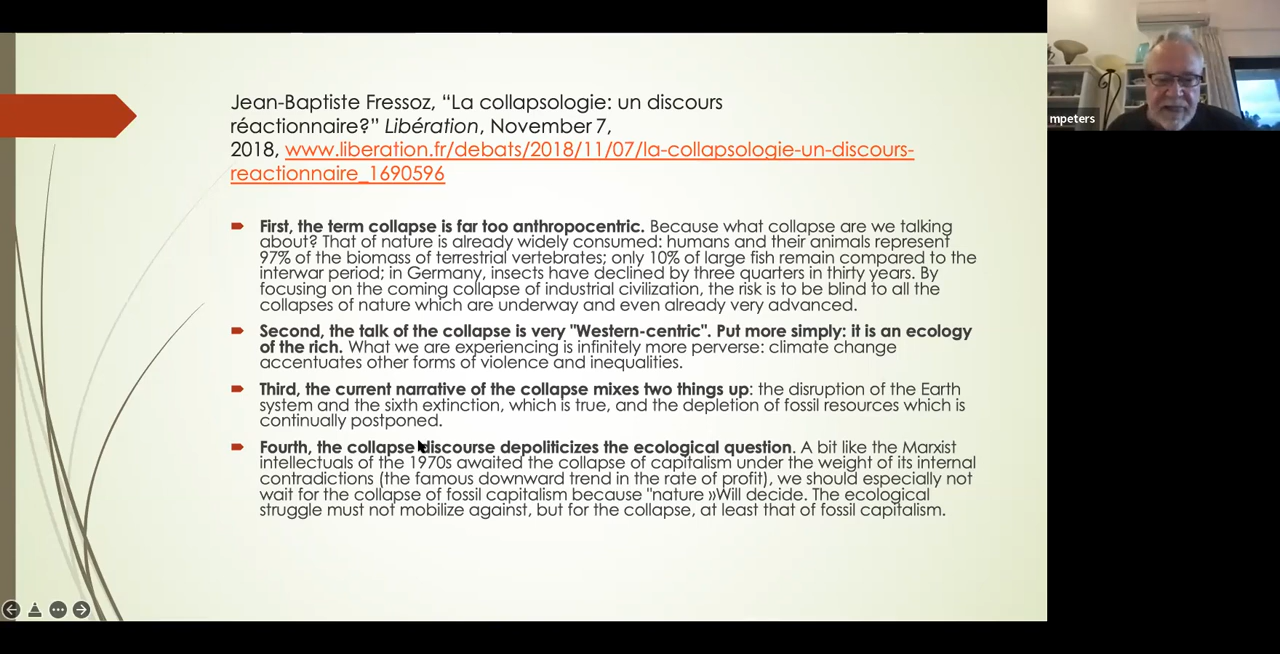 Jean-Baptiste Fressoz, “La collapsologie: un discours
réactionnaire?” Libération, November 7,
2018, www.liberation.fr/debats/2018/11/07/la-collapsologie-un-discours-
reactionnaire_1690596
First, the term collapse is far too anthropocentric. Because what collapse are we talking
about? That of nature is already widely consumed: humans and their animals represent
97% of the biomass of terrestrial vertebrates; only 10% of large fish remain compared to the
interwar period; in Germany, insects have declined by three quarters in thirty years. By
focusing on the coming collapse of industrial civilization, the risk is to be blind to all the
collapses of nature which are underway and even already very advanced.
Second, the talk of the collapse is very "Western-centric". Put more simply: it is an ecology
of the rich. What we are experiencing is infinitely more perverse: climate change
accentuates other forms of violence and inequalities.
Third, the current narrative of the collapse mixes two things up: the disruption of the Earth
system and the sixth extinction, which is true, and the depletion of fossil resources which is
continually postponed.
Fourth, the collapse discourse depoliticizes the ecological question. A bit like the Marxist
intellectuals of the 1970s awaited the collapse of capitalism under the weight of its internal
contradictions (the famous downward trend in the rate of profit), we should especially not
wait for the collapse of fossil capitalism because "nature »Will decide. The ecological
struggle must not mobilize against, but for the collapse, at least that of fossil capitalism.
mpeters